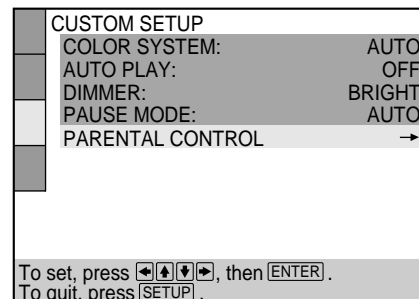 CUSTOM SETUP
COLOR SYSTEM: AUTO
AUTO PLAY: OFF
DIMMER: BRIGHT
PAUSE MODE: AUTO
PARENTAL CONTROL →
To set, press ←↑↓→, then ENTER .
To quit, press SETUP .